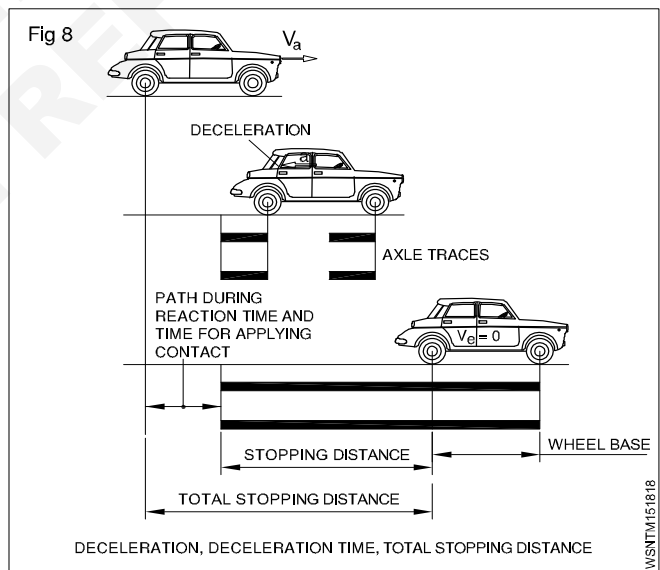 Fig 8
Va
DECELERATION
a
AXLE TRACES
PATH DURING
REACTION TIME AND
TIME FOR APPLYING
CONTACT
Ve = 0
STOPPING DISTANCE
WHEEL BASE
TOTAL STOPPING DISTANCE
DECELERATION, DECELERATION TIME, TOTAL STOPPING DISTANCE
WSNTM151818